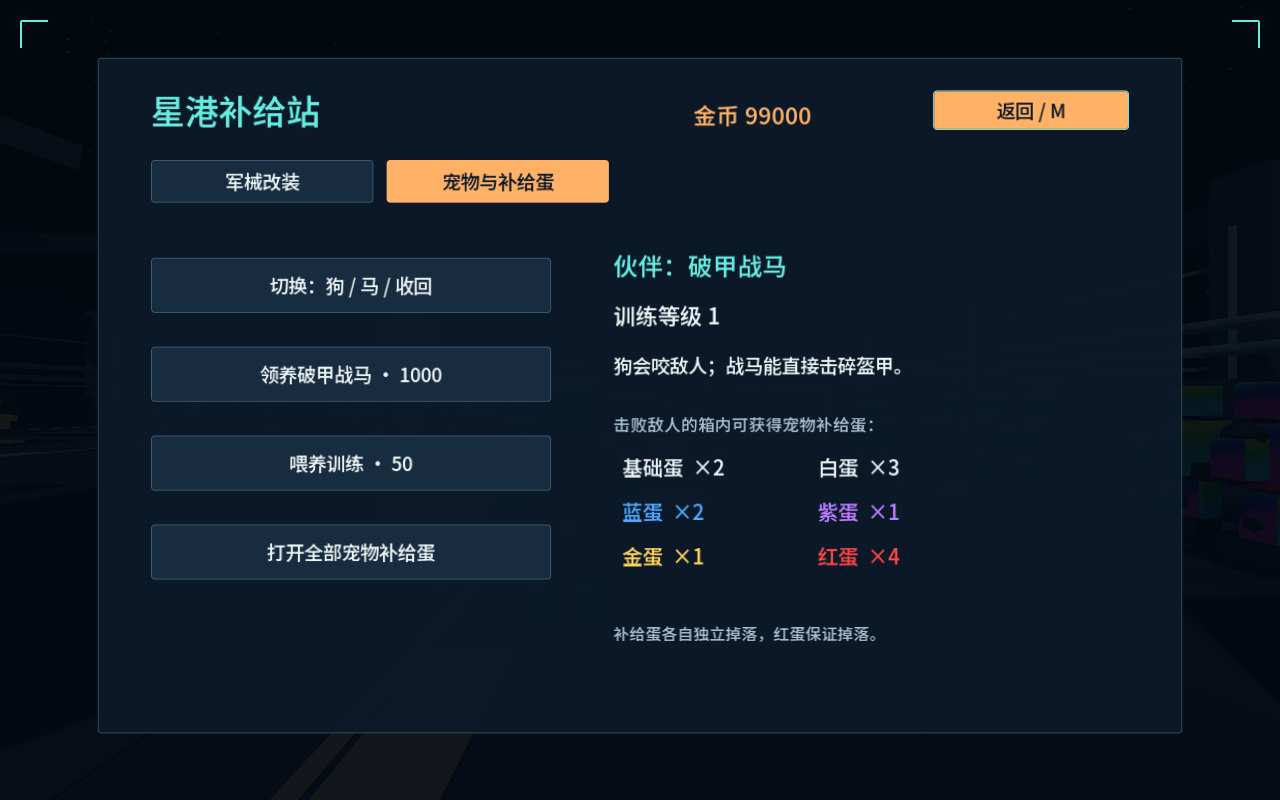 星港补给站
金币 99000
返回 / M
军械改装
宠物与补给蛋
切换：狗 / 马 / 收回
领养破甲战马 · 1000
喂养训练 · 50
打开全部宠物补给蛋
伙伴：破甲战马
训练等级 1
狗会咬敌人；战马能直接击碎盔甲。
击败敌人的箱内可获得宠物补给蛋：
基础蛋 ×2
白蛋 ×3
蓝蛋 ×2
紫蛋 ×1
金蛋 ×1
红蛋 ×4
补给蛋各自独立掉落，红蛋保证掉落。